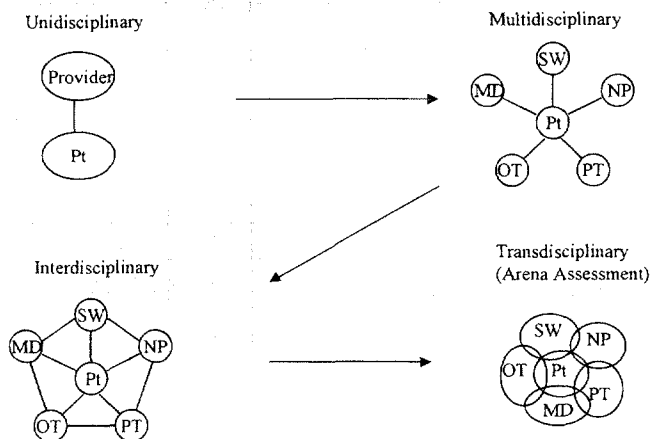 Unidisciplinary
Provider
Pt
Multidisciplinary
SW
MD
NP
Pt
OT
PT
Interdisciplinary
SW
MD
NP
Pt
OT
PT
Transdisciplinary
(Arena Assessment)
SW
NP
OT
Pt
PT
MD